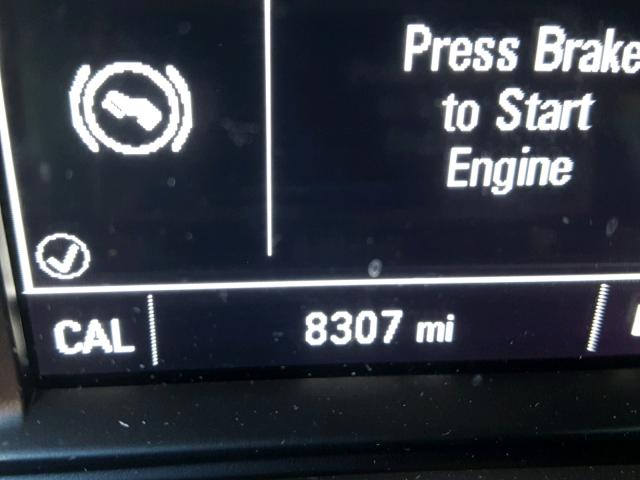 Press Brake
to Start
Engine
CAL 8307 mi